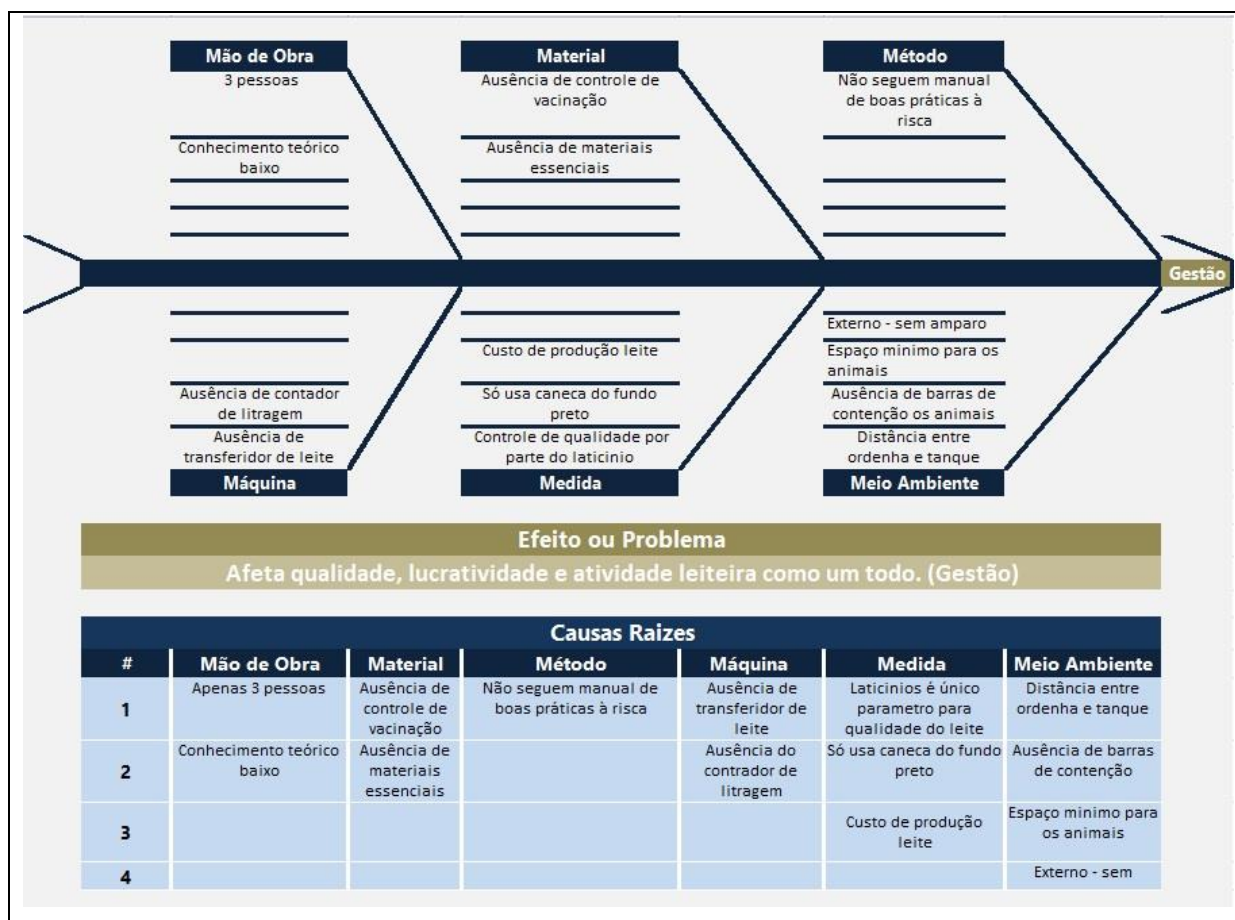 Mão de Obra
3 pessoas
Conhecimento teórico
baixo
Material
Ausência de controle de
vacinação
Ausência de materiais
essenciais
Método
Não seguem manual
de boas práticas à
risca
Gestão
Ausência de contador
de litragem
Ausência de
transferidor de leite
Máquina
Custo de produção leite
Só usa caneca do fundo
preto
Controle de qualidade por
parte do laticinio
Medida
Externo - sem amparo
Espaço minimo para os
animais
Ausência de barras de
contenção os animais
Distância entre
ordenha e tanque
Meio Ambiente
Efeito ou Problema
Afeta qualidade, lucratividade e atividade leiteira como um todo. (Gestão)
Causas Raizes
# Mão de Obra Material Método Máquina Medida Meio Ambiente
1
Apenas 3 pessoas
Ausência de
controle de
vacinação
Não seguem manual de
boas práticas à risca
Ausência de
transferidor de
leite
Laticinios é único
parametro para
qualidade do leite
Distância entre
ordenha e tanque
2
Conhecimento teórico
baixo
Ausência de
materiais
essenciais
Ausência do
contrador de
litragem
Só usa caneca do fundo
preto
Ausência de barras
de contenção
3
Custo de produção
leite
Espaço minimo para
os animais
4
Externo - sem